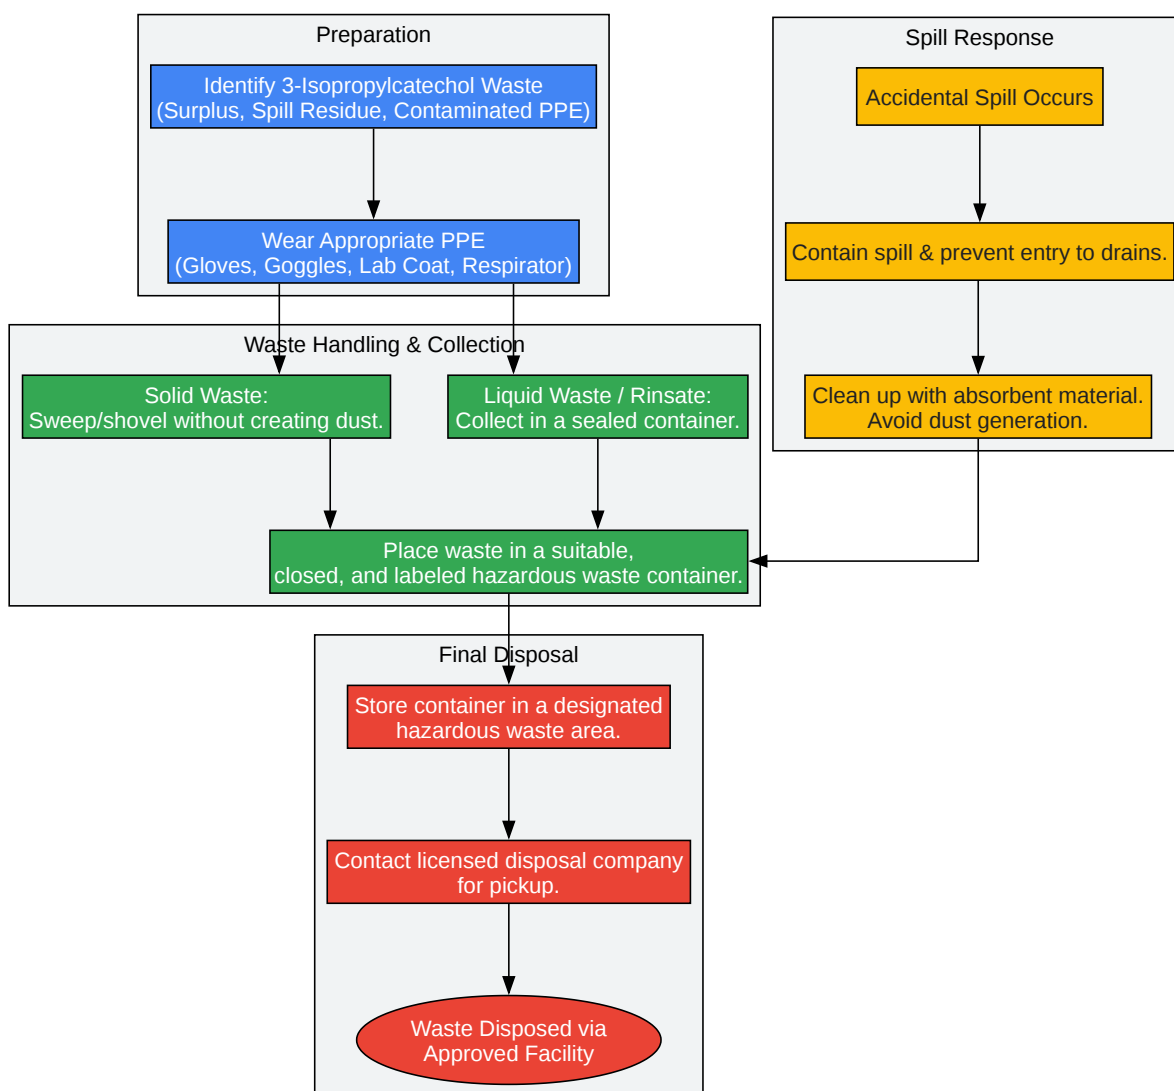 Preparation
Identify 3-Isopropylcatechol Waste
(Surplus, Spill Residue, Contaminated PPE)
Wear Appropriate PPE
(Gloves, Goggles, Lab Coat, Respirator)
Spill Response
Accidental Spill Occurs
Contain spill & prevent entry to drains.
Clean up with absorbent material.
Avoid dust generation.
Waste Handling & Collection
Solid Waste:
Sweep/shovel without creating dust.
Liquid Waste / Rinsate:
Collect in a sealed container.
Place waste in a suitable,
closed, and labeled hazardous waste container.
Final Disposal
Store container in a designated
hazardous waste area.
Contact licensed disposal company
for pickup.
Waste Disposed via
Approved Facility